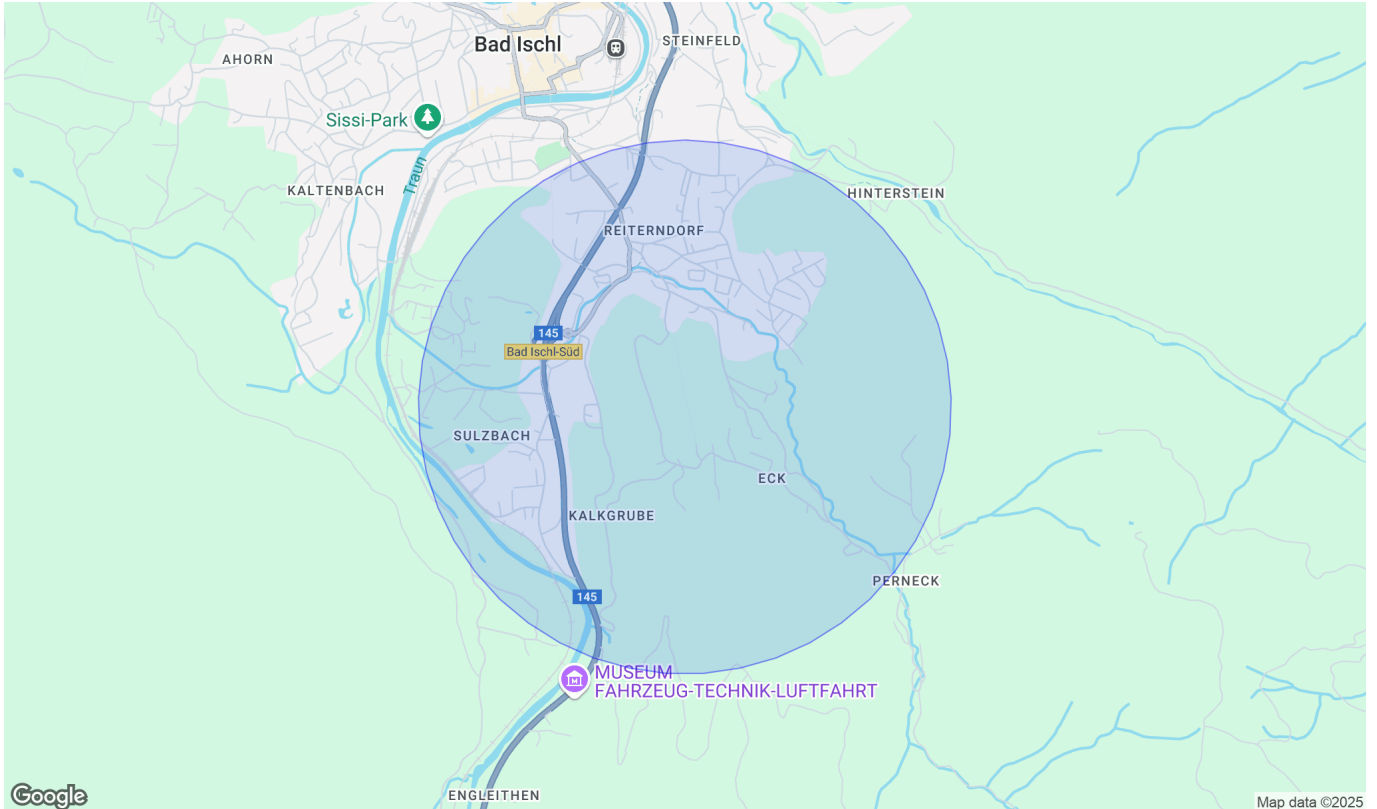 Bad Ischl
STEINFELD
AHORN
Sissi-Park
Traun
KALTENBACH
HINTERSTEIN
REITERNDORF
145
Bad Ischl-Süd
SULZBACH
ECK
KALKGRUBE
PERNECK
145
MUSEUM
FAHRZEUG-TECHNIK-LUFTFAHRT
ENGLEITHEN
Google
Map data ©2025